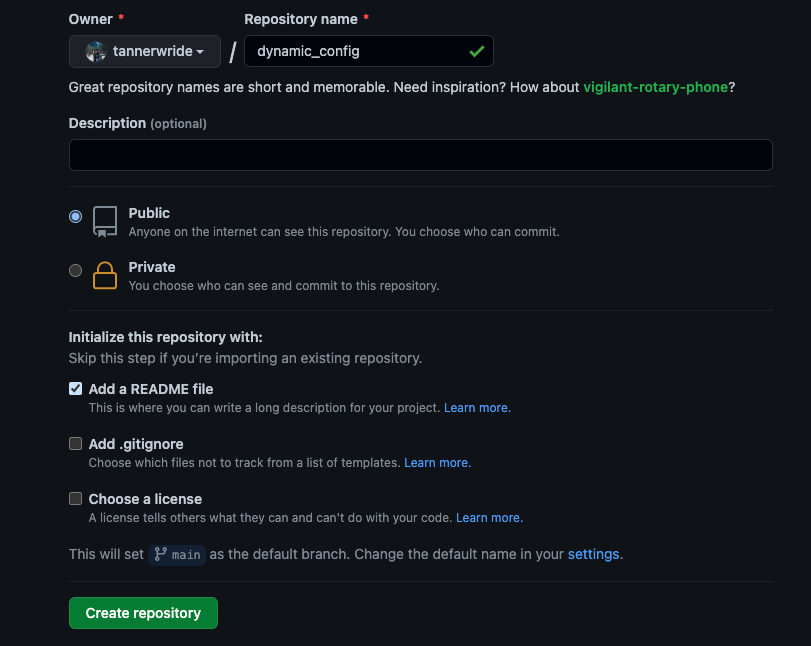 Owner *
Repository name *
tannerwride / dynamic_config
Great repository names are short and memorable. Need inspiration? How about vigilant-rotary-phone?
Description (optional)
Public
Anyone on the internet can see this repository. You choose who can commit.
Private
You choose who can see and commit to this repository.
Initialize this repository with:
Skip this step if you’re importing an existing repository.
Add a README file
This is where you can write a long description for your project. Learn more.
Add .gitignore
Choose which files not to track from a list of templates. Learn more.
Choose a license
A license tells others what they can and can't do with your code. Learn more.
This will set main as the default branch. Change the default name in your settings.
Create repository